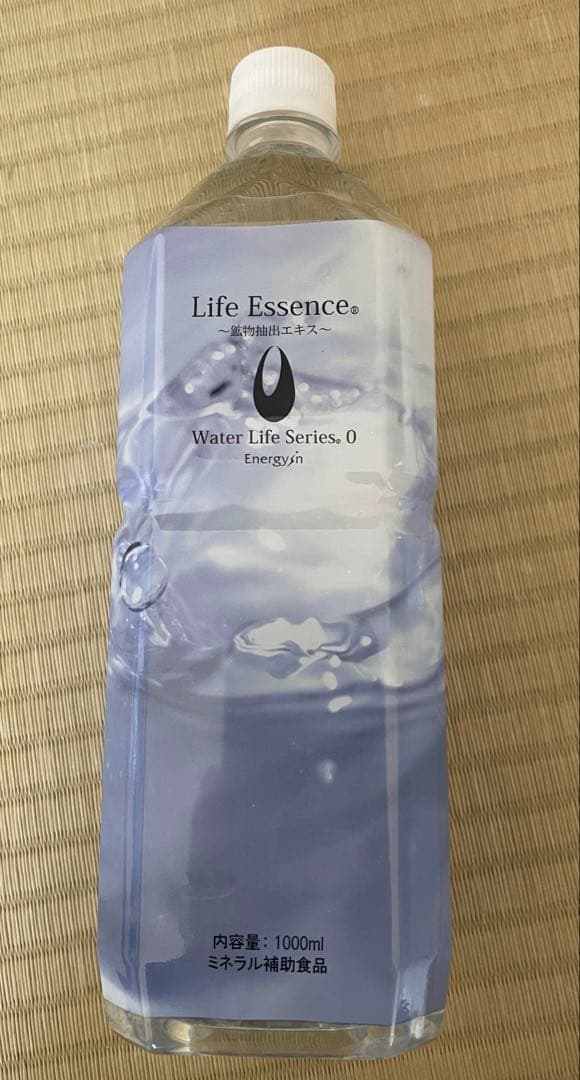 Life Essence®
～鉱物抽出エキス～
Water Life Series® 0
Energy in
内容量：1000ml
ミネラル補助食品